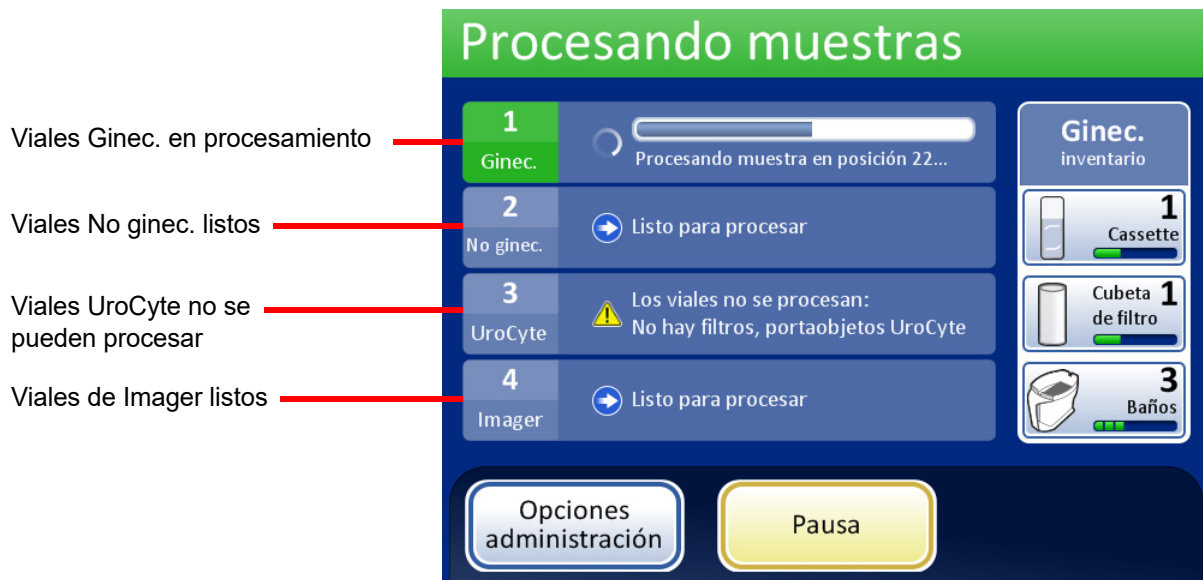 Procesando muestras
Viales Ginec. en procesamiento
1
Ginec.
Procesando muestra en posición 22...
Viales No ginec. listos
2
No ginec.
Listo para procesar
Viales UroCyte no se
pueden procesar
3
UroCyte
Los viales no se procesan:
No hay filtros, portaobjetos UroCyte
Viales de Imager listos
4
Imager
Listo para procesar
Ginec.
inventario
1
Cassette
Cubeta 1
de filtro
3
Baños
Opciones
administración
Pausa